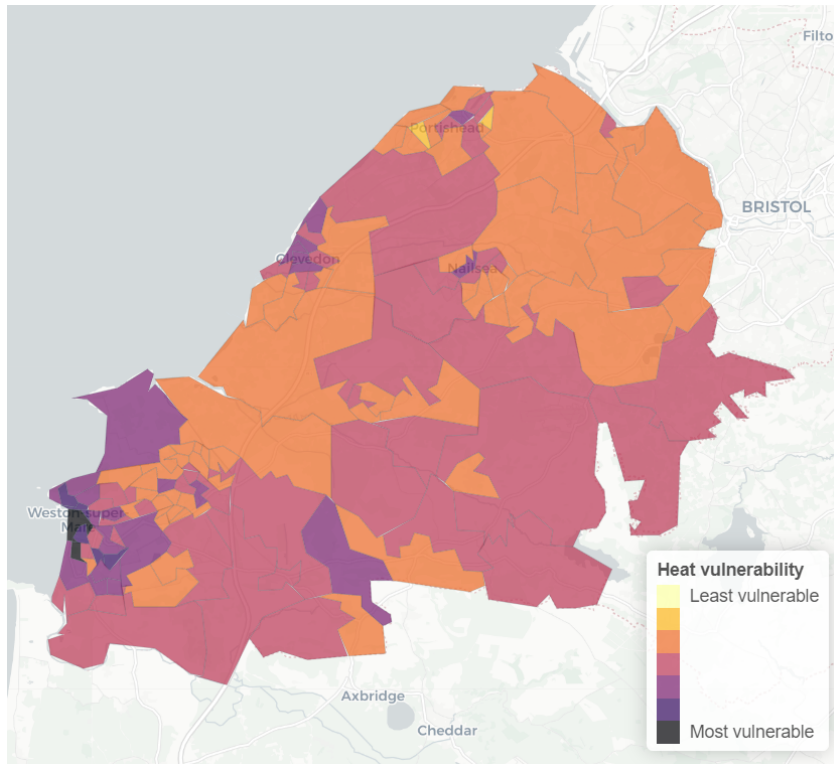 Filto
Portishead
BRISTOL
Clevedon
Nailsea
Weston super
Mare
Heat vulnerability
Least vulnerable
Most vulnerable
Axbridge
Cheddar